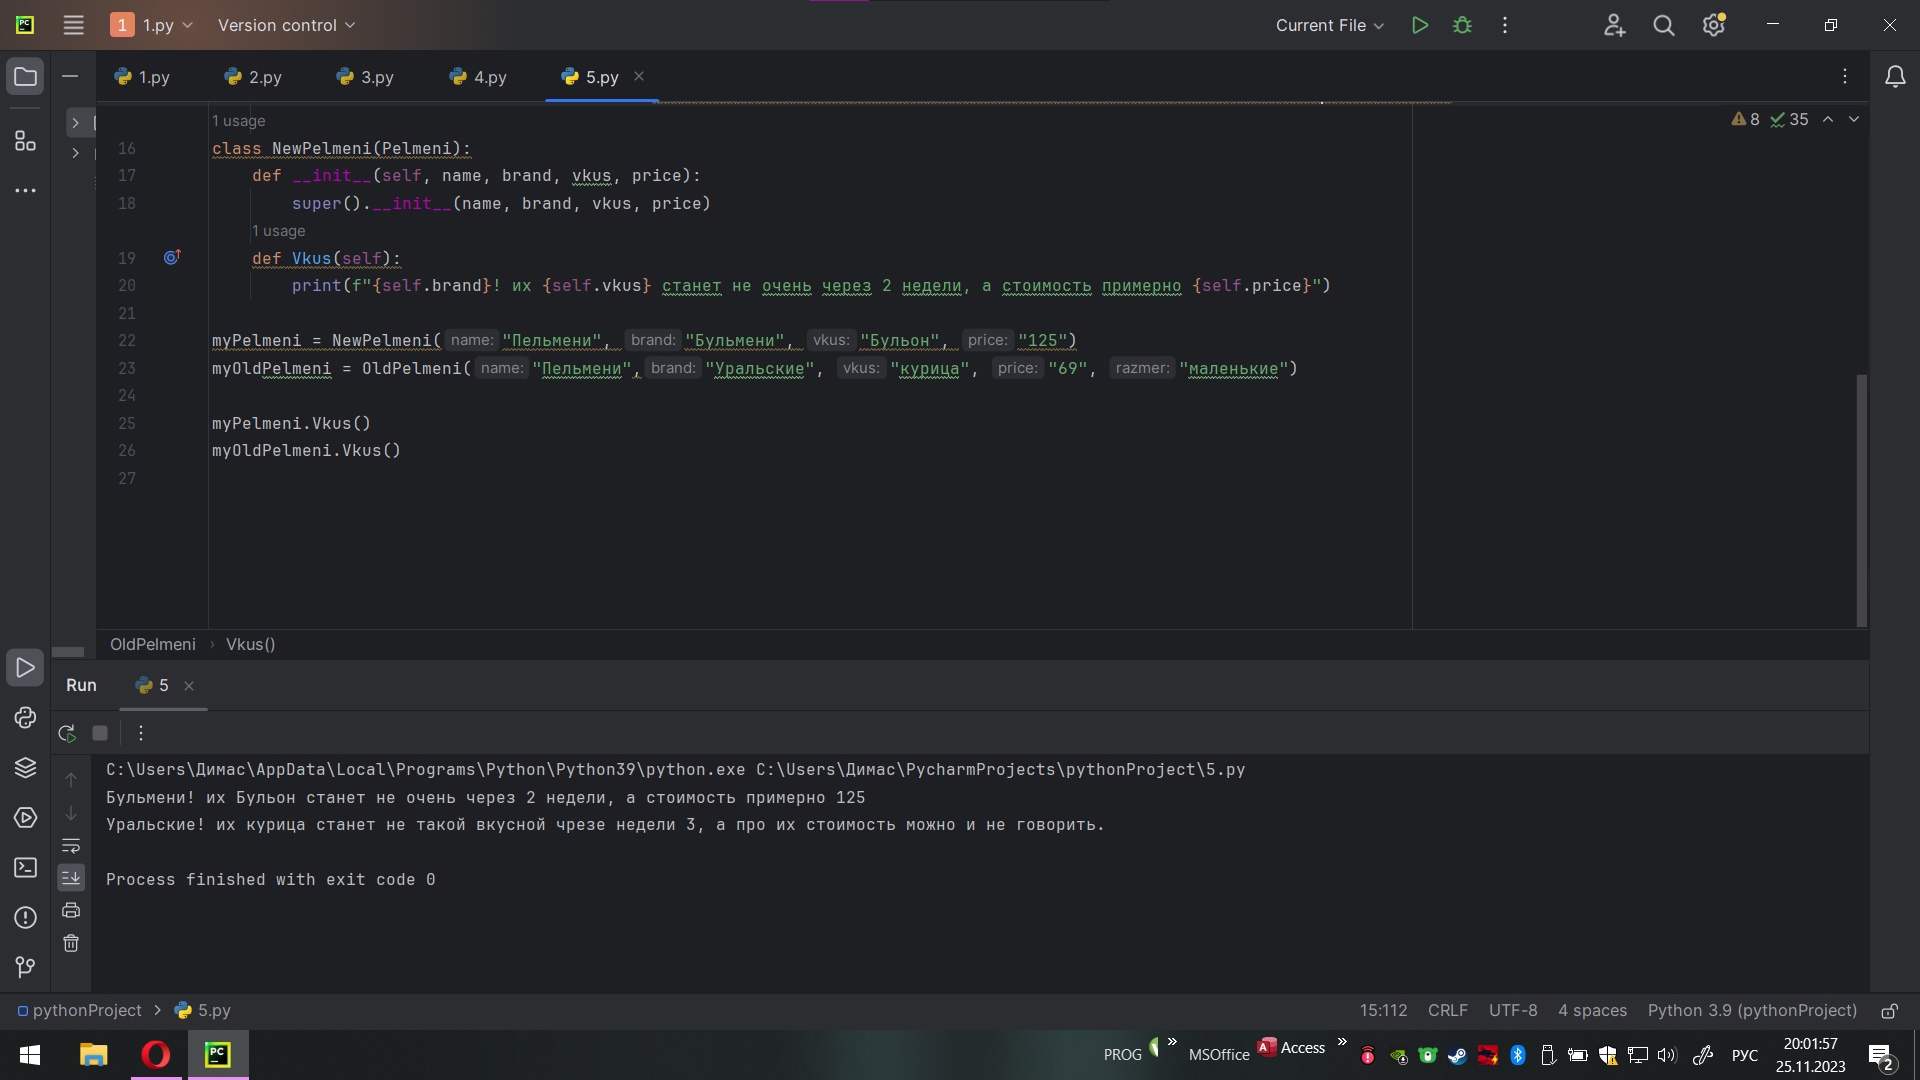 1 1.py Version control Current File
1.py 2.py 3.py 4.py 5.py
1 usage
8 35
16 class NewPelmeni(Pelmeni):
17 def __init__(self, name, brand, vkus, price):
18 super().__init__(name, brand, vkus, price)
1 usage
19 def Vkus(self):
20 print(f"{self.brand}! их {self.vkus} станет не очень через 2 недели, а стоимость примерно {self.price}")
21
22 myPelmeni = NewPelmeni( name: "Пельмени", brand: "Бульмени", vkus: "Бульон", price: "125")
23 myOldPelmeni = OldPelmeni( name: "Пельмени", brand: "Уральские", vkus: "курица", price: "69", razmer: "маленькие")
24
25 myPelmeni.Vkus()
26 myOldPelmeni.Vkus()
27
OldPelmeni › Vkus()
Run 5
C:\Users\Димас\AppData\Local\Programs\Python\Python39\python.exe C:\Users\Димас\PycharmProjects\pythonProject\5.py
Бульмени! их Бульон станет не очень через 2 недели, а стоимость примерно 125
Уральские! их курица станет не такой вкусной чрезе недели 3, а про их стоимость можно и не говорить.
Process finished with exit code 0
pythonProject > 5.py 15:112 CRLF UTF-8 4 spaces Python 3.9 (pythonProject)
PROG » MSOffice Access » РУС 20:01:57
25.11.2023 2